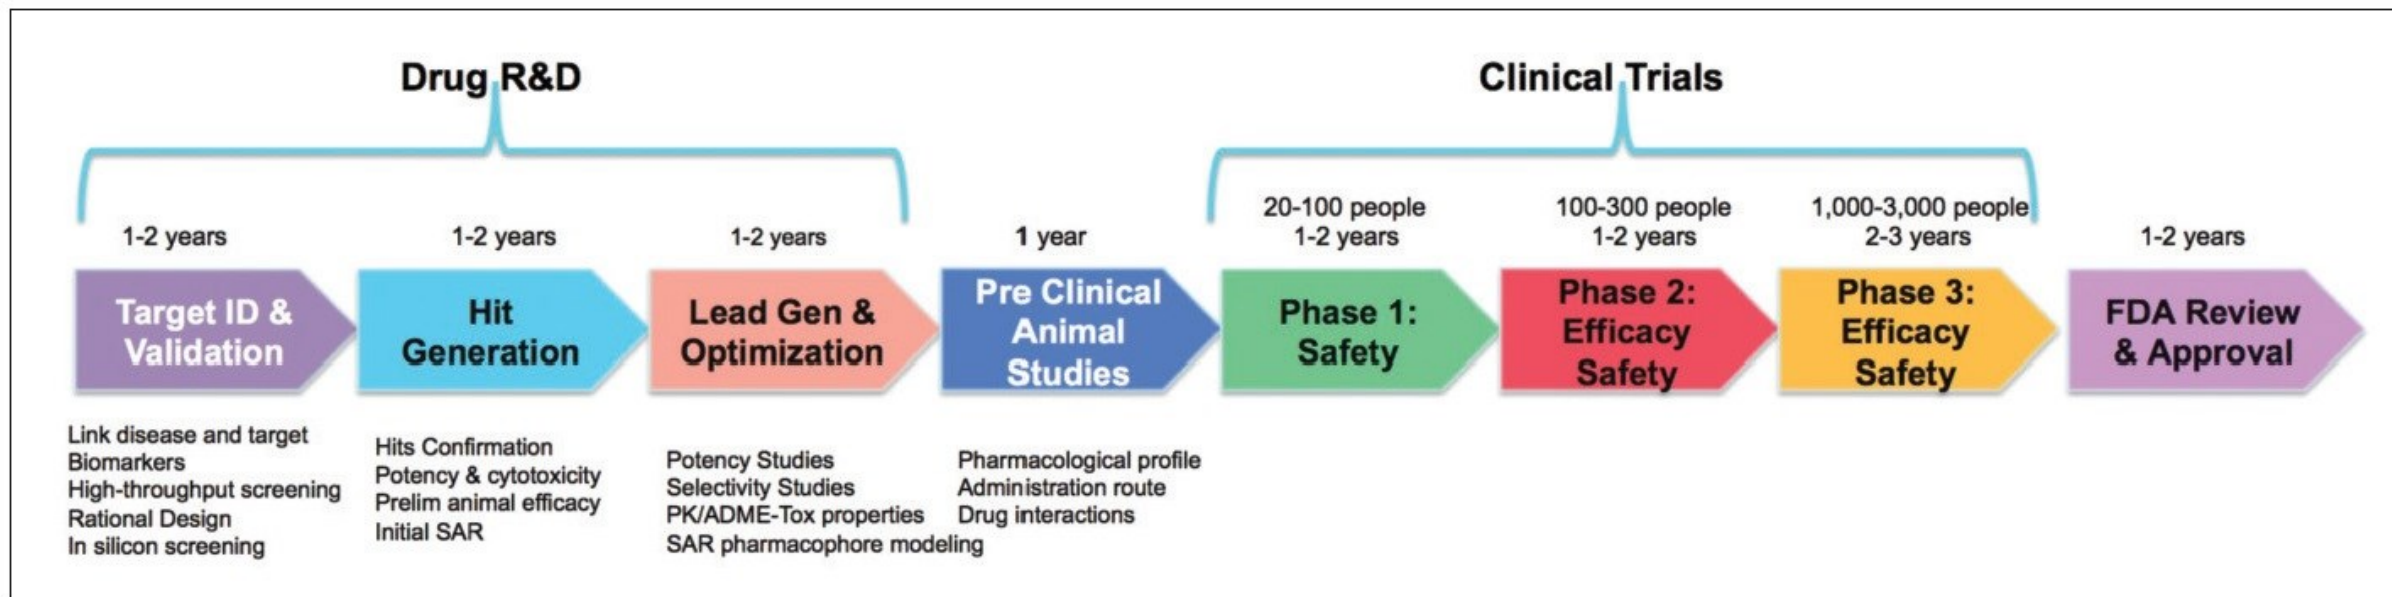 Drug R&D
Clinical Trials
1-2 years
1-2 years
1-2 years
1 year
20-100 people
1-2 years
100-300 people
1-2 years
1,000-3,000 people
2-3 years
1-2 years
Target ID &
Validation
Hit
Generation
Lead Gen &
Optimization
Pre Clinical
Animal
Studies
Phase 1:
Safety
Phase 2:
Efficacy
Safety
Phase 3:
Efficacy
Safety
FDA Review
& Approval
Link disease and target
Biomarkers
High-throughput screening
Rational Design
In silicon screening
Hits Confirmation
Potency & cytotoxicity
Prelim animal efficacy
Initial SAR
Potency Studies
Selectivity Studies
PK/ADME-Tox properties
SAR pharmacophore modeling
Pharmacological profile
Administration route
Drug interactions